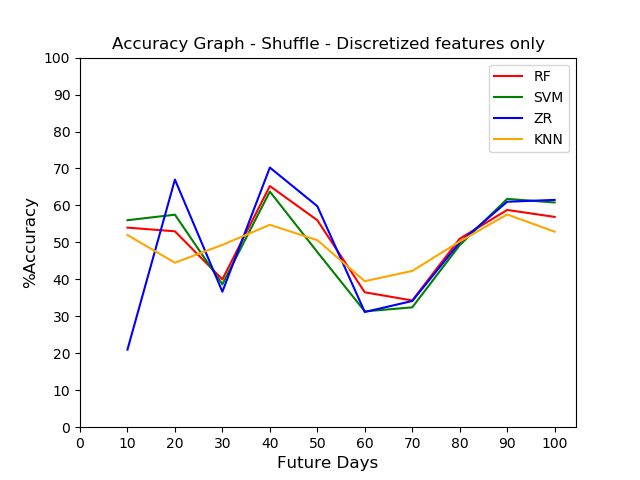 Accuracy Graph - Shuffle - Discretized features only
100
90
80
70
60
50
40
30
20
10
0
%Accuracy
RF
SVM
ZR
KNN
0 10 20 30 40 50 60 70 80 90 100
Future Days